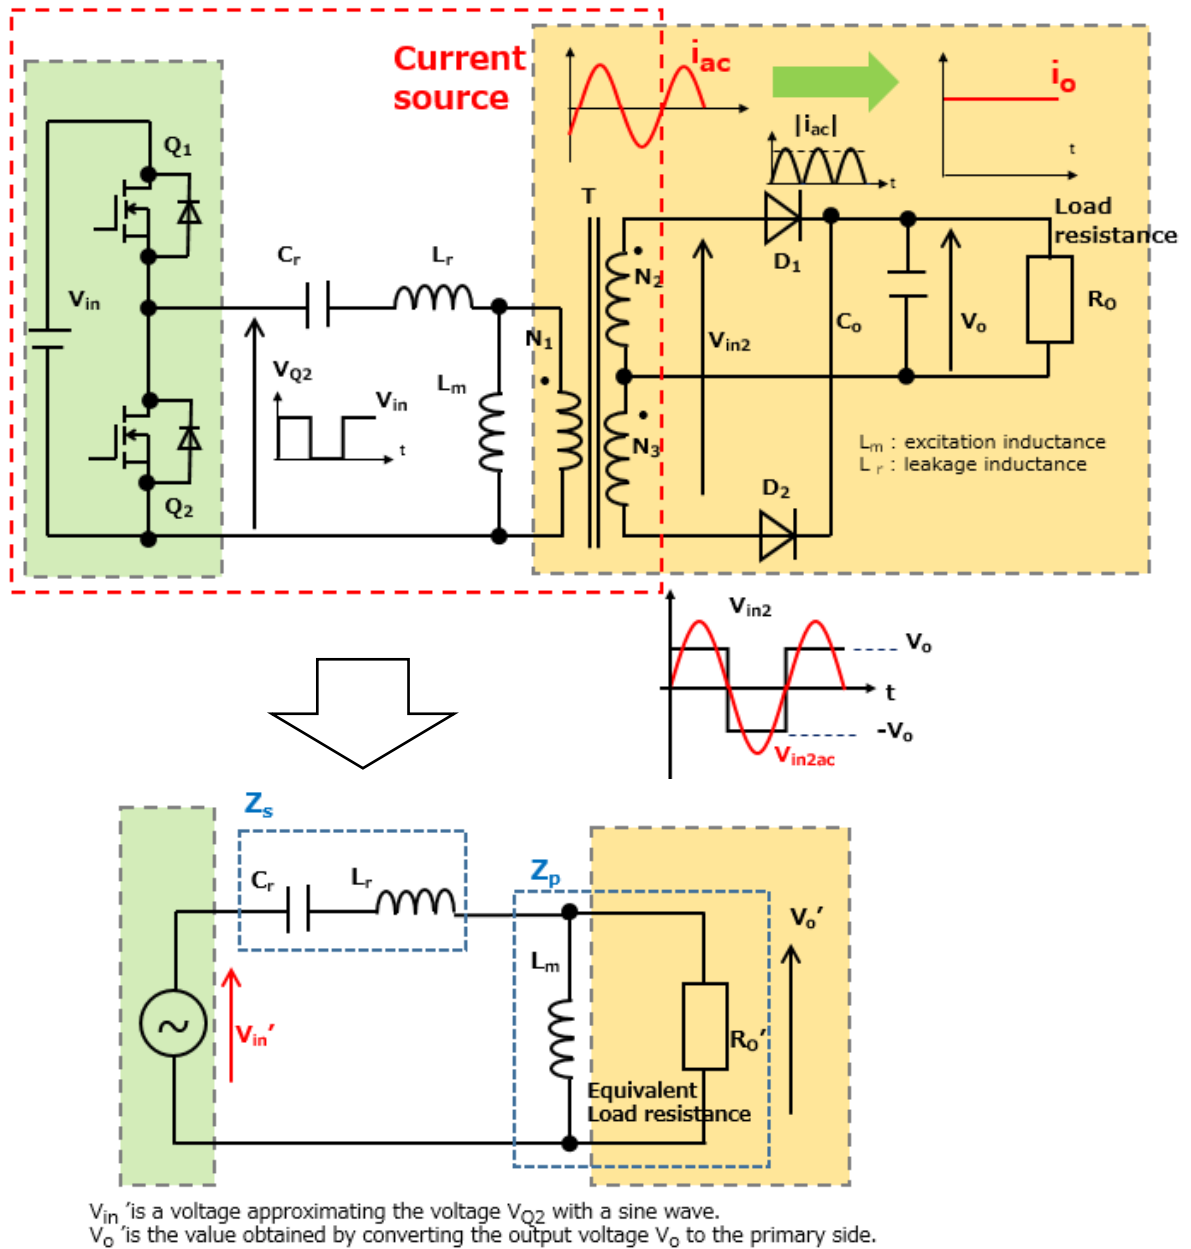 Current
source
iac
io
|iac|
t
t
Q1
T
Load
resistance
Cr
Lr
N2
D1
Vin
N1
Vin2
Co
Vo
RO
VQ2
Lm
Vin
t
N3
Lm : excitation inductance
Lr : leakage inductance
Q2
D2
Vin2
Vo
t
-Vo
Vin2ac
Zs
Cr
Lr
Zp
Vo′
Lm
Vin′
RO′
Equivalent
Load resistance
Vin ′is a voltage approximating the voltage VQ2 with a sine wave.
Vo ′is the value obtained by converting the output voltage Vo to the primary side.